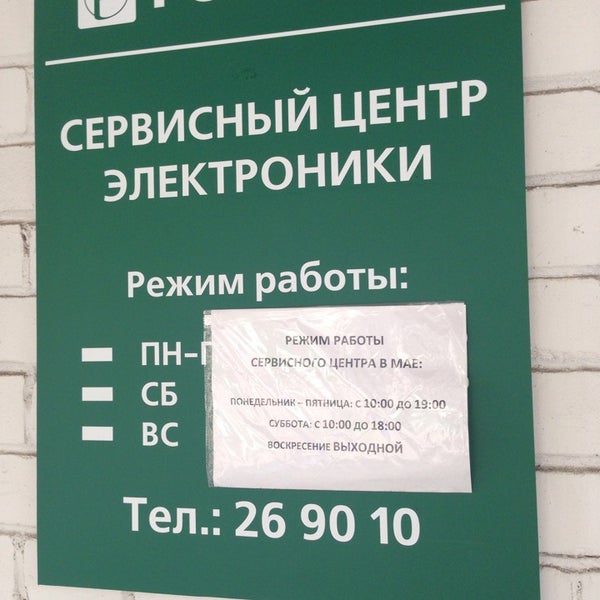 СЕРВИСНЫЙ ЦЕНТР
ЭЛЕКТРОНИКИ
Режим работы:
ПН-П
СБ
ВС
РЕЖИМ РАБОТЫ
СЕРВИСНОГО ЦЕНТРА В МАЕ:
ПОНЕДЕЛЬНИК – ПЯТНИЦА: С 10:00 ДО 19:00
СУББОТА: С 10:00 ДО 18:00
ВОСКРЕСЕНИЕ ВЫХОДНОЙ
Тел.: 26 90 10